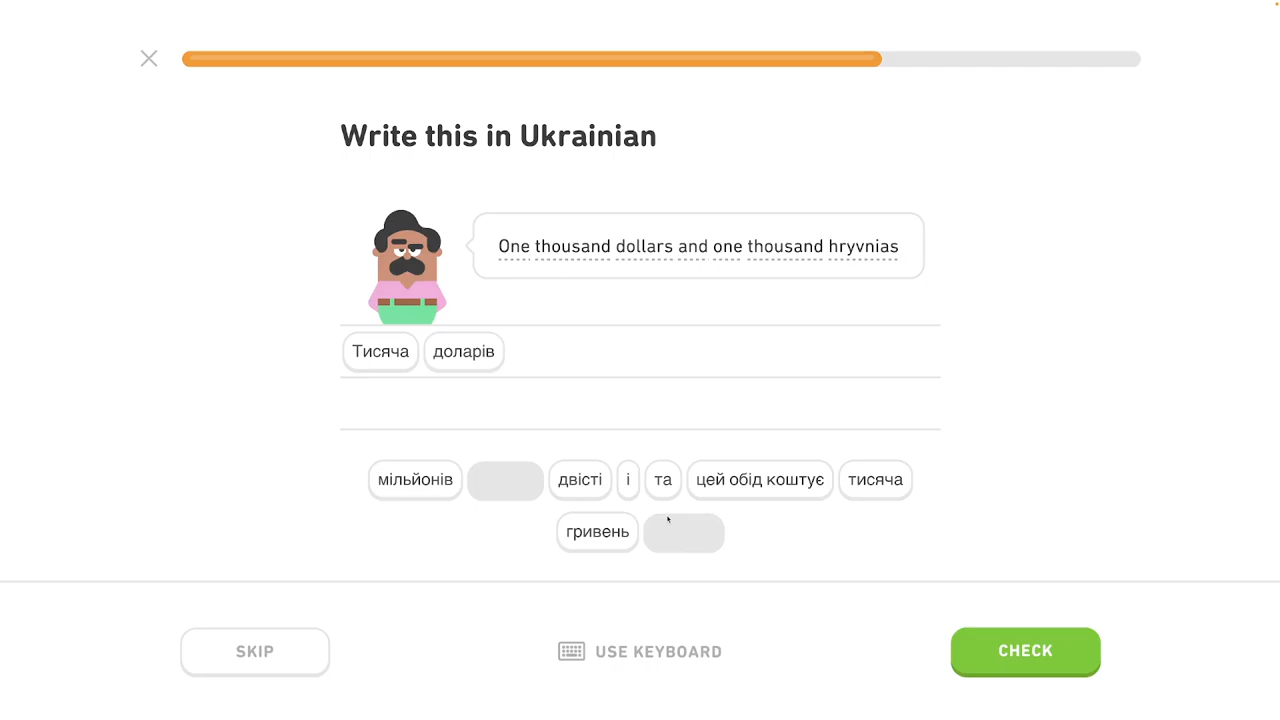 Write this in Ukrainian
One thousand dollars and one thousand hryvnias
Тисяча доларів
мільйонів двісті і та цей обід коштує тисяча
гривень
SKIP USE KEYBOARD CHECK